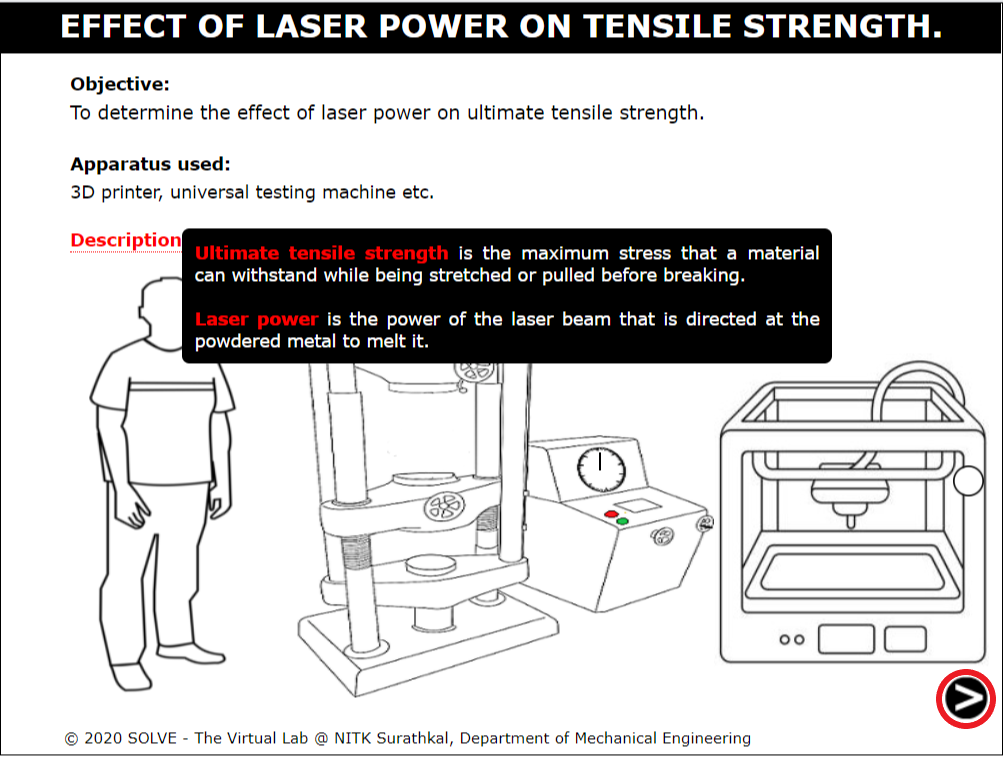 EFFECT OF LASER POWER ON TENSILE STRENGTH.
Objective:
To determine the effect of laser power on ultimate tensile strength.
Apparatus used:
3D printer, universal testing machine etc.
Description
Ultimate tensile strength is the maximum stress that a material
can withstand while being stretched or pulled before breaking.
Laser power is the power of the laser beam that is directed at the
powdered metal to melt it.
© 2020 SOLVE - The Virtual Lab @ NITK Surathkal, Department of Mechanical Engineering